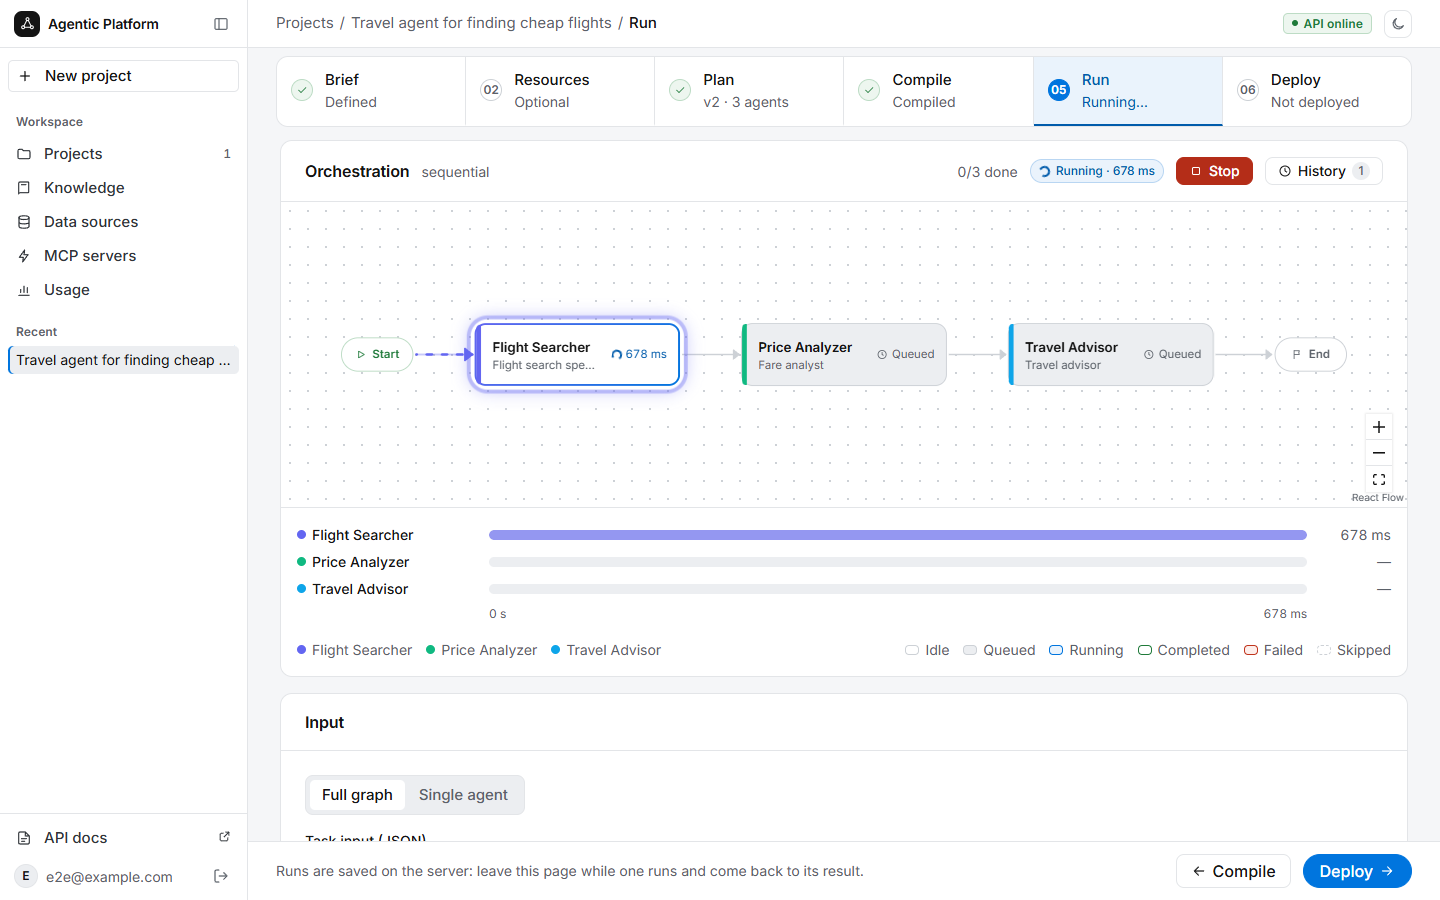 Agentic Platform
New project
Workspace
Projects 1
Knowledge
Data sources
MCP servers
Usage
Recent
Travel agent for finding cheap ...
API docs
E e2e@example.com
Projects / Travel agent for finding cheap flights / Run
API online
Brief
Defined
02 Resources
Optional
Plan
v2 · 3 agents
Compile
Compiled
05 Run
Running...
06 Deploy
Not deployed
Orchestration sequential
0/3 done
Running · 678 ms
Stop
History 1
Start
Flight Searcher
Flight search spe...
678 ms
Price Analyzer
Fare analyst
Queued
Travel Advisor
Travel advisor
Queued
End
React Flow
Flight Searcher 678 ms
Price Analyzer —
Travel Advisor —
0 s 678 ms
Flight Searcher Price Analyzer Travel Advisor
Idle Queued Running Completed Failed Skipped
Input
Full graph Single agent
Task input (JSON)
Runs are saved on the server: leave this page while one runs and come back to its result.
Compile
Deploy